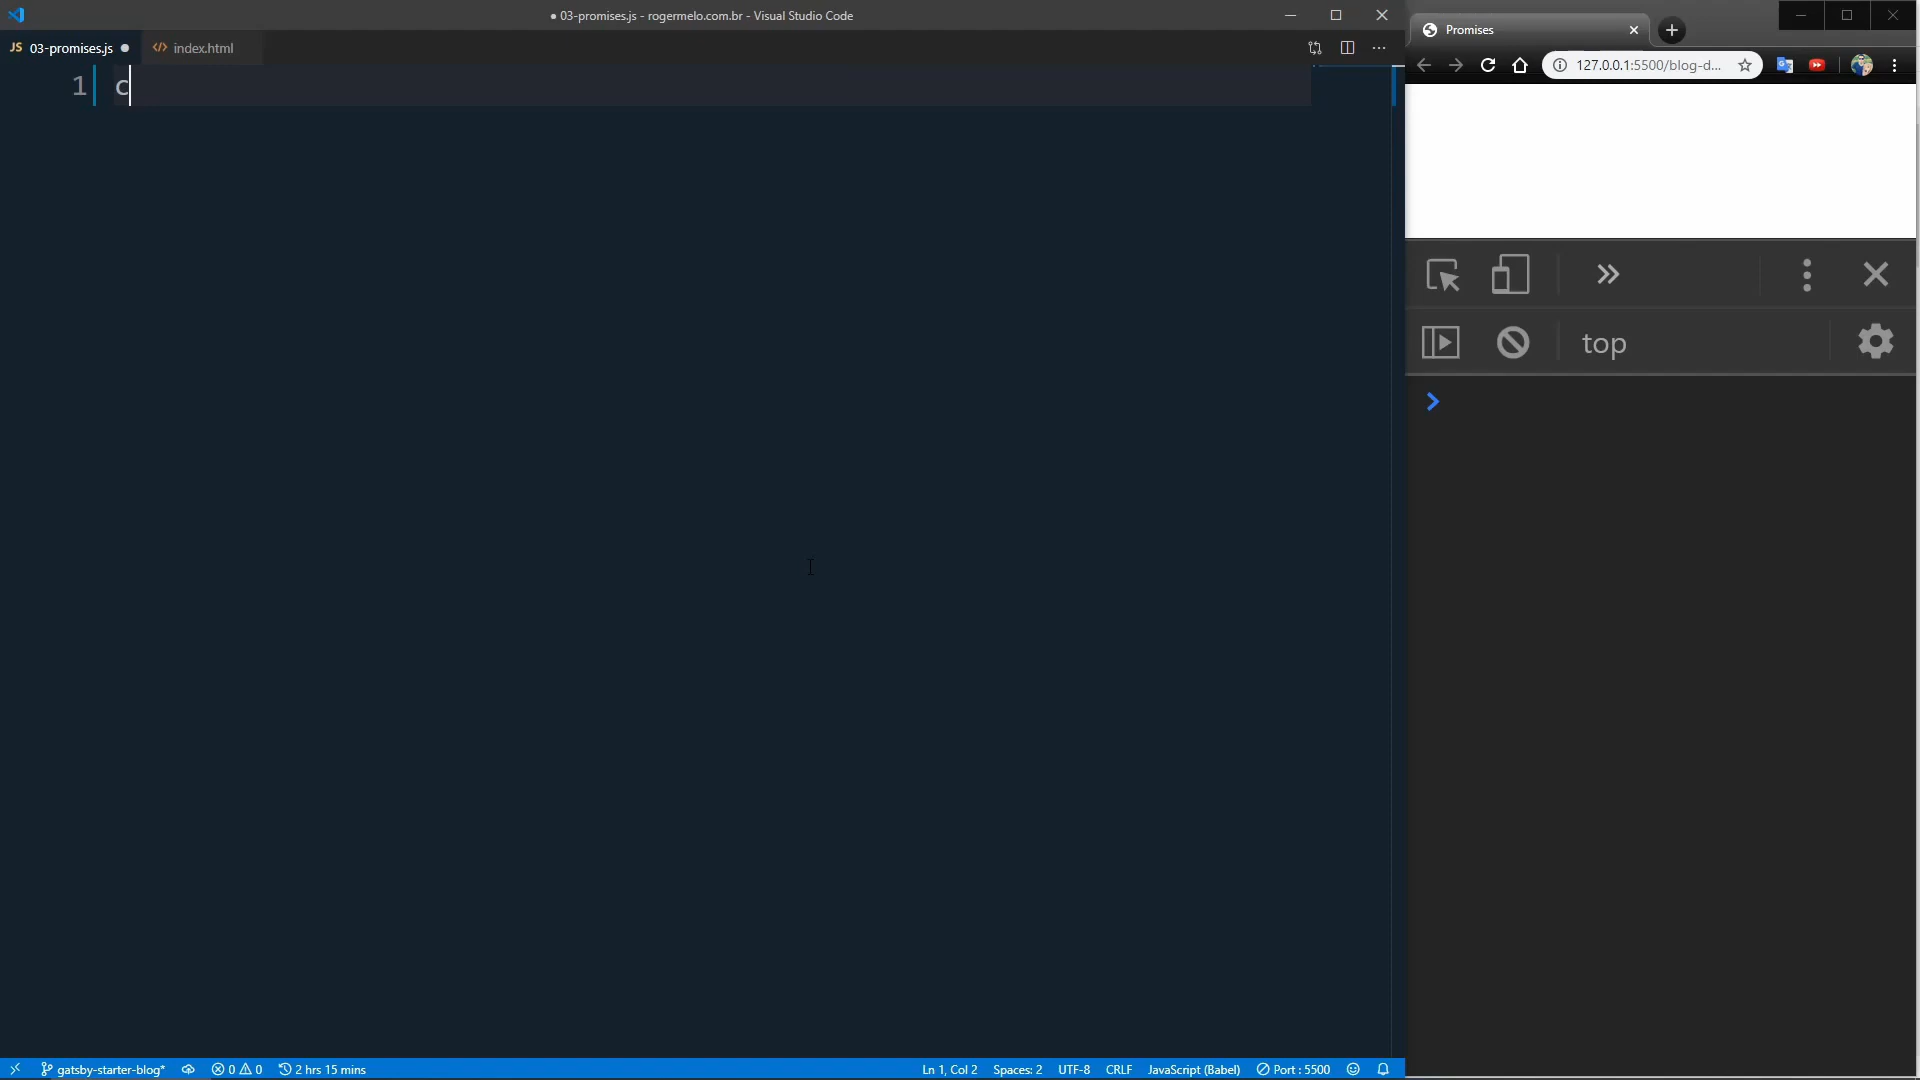 ● 03-promises.js - rogermelo.com.br - Visual Studio Code
JS 03-promises.js ●
index.html
1 c
Promises
127.0.0.1:5500/blog-d...
top
gatsby-starter-blog*
0 0
2 hrs 15 mins
Ln 1, Col 2
Spaces: 2
UTF-8
CRLF
JavaScript (Babel)
Port : 5500